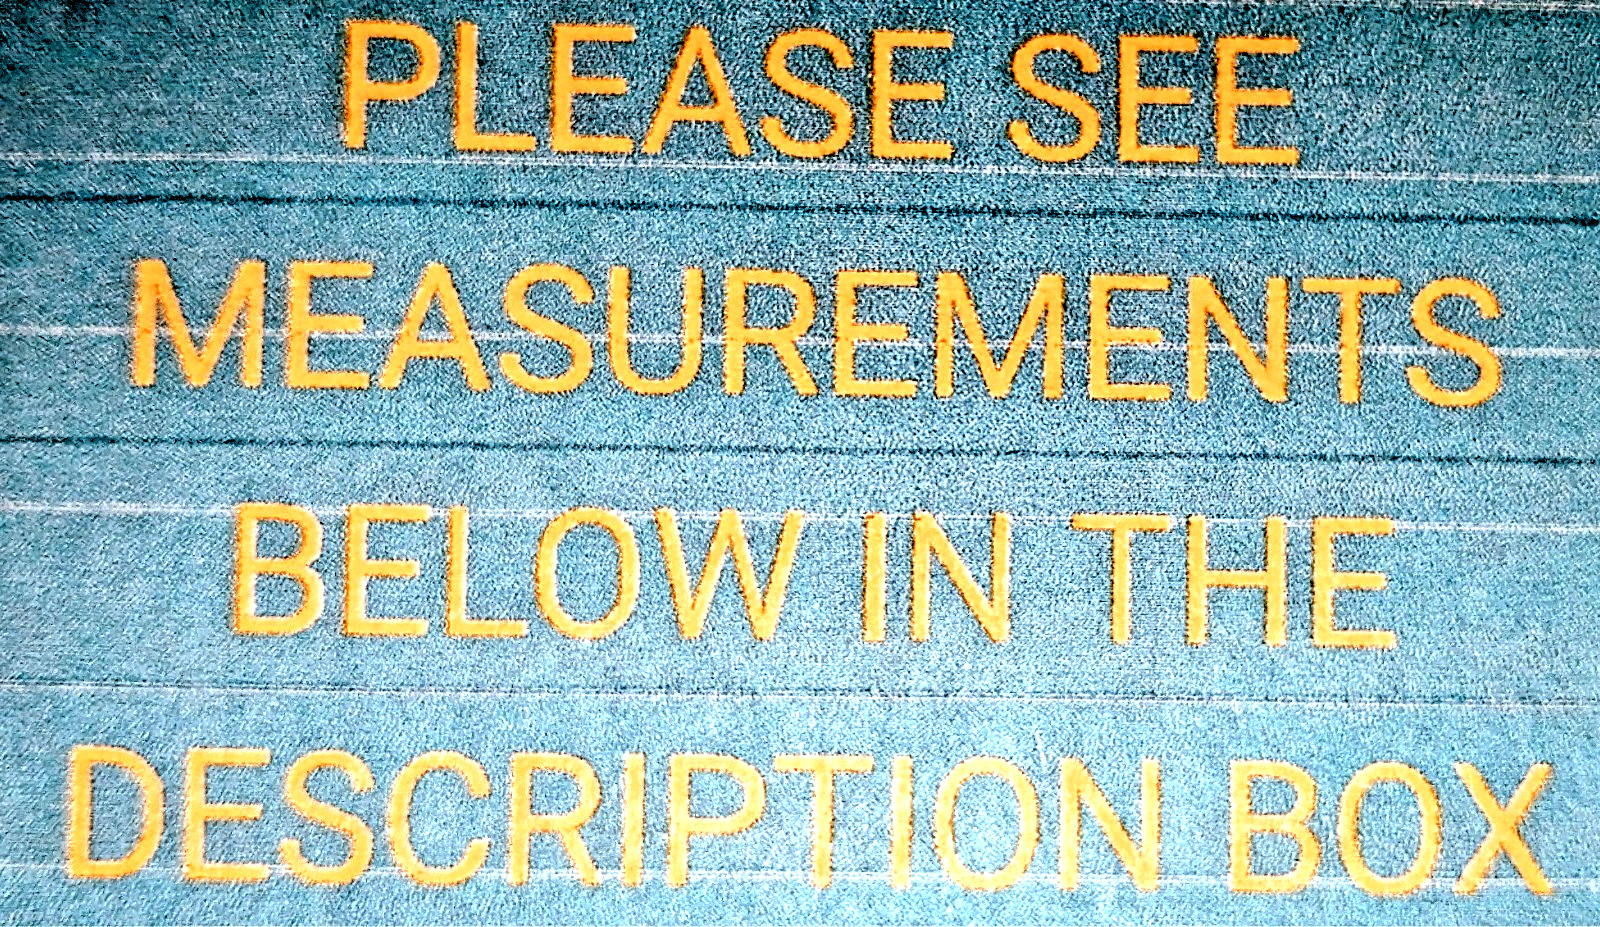 PLEASE SEE
MEASUREMENTS
BELOW IN THE
DESCRIPTION BOX